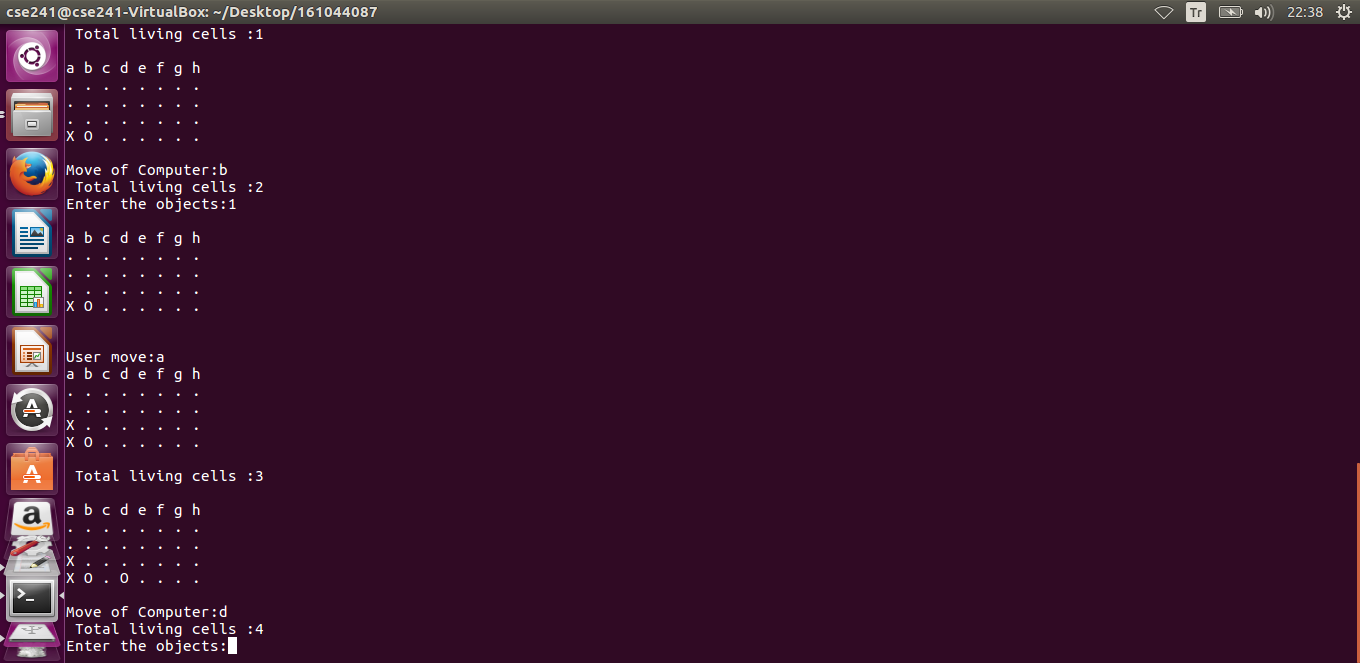 cse241@cse241-VirtualBox: ~/Desktop/161044087 Tr 22:38
Total living cells :1
a b c d e f g h
. . . . . . . .
. . . . . . . .
. . . . . . . .
X O . . . . . .
Move of Computer:b
Total living cells :2
Enter the objects:1
a b c d e f g h
. . . . . . . .
. . . . . . . .
. . . . . . . .
X O . . . . . .
User move:a
a b c d e f g h
. . . . . . . .
. . . . . . . .
X . . . . . . .
X O . . . . . .
Total living cells :3
a b c d e f g h
. . . . . . . .
. . . . . . . .
X . . . . . . .
X O . O . . . .
Move of Computer:d
Total living cells :4
Enter the objects: